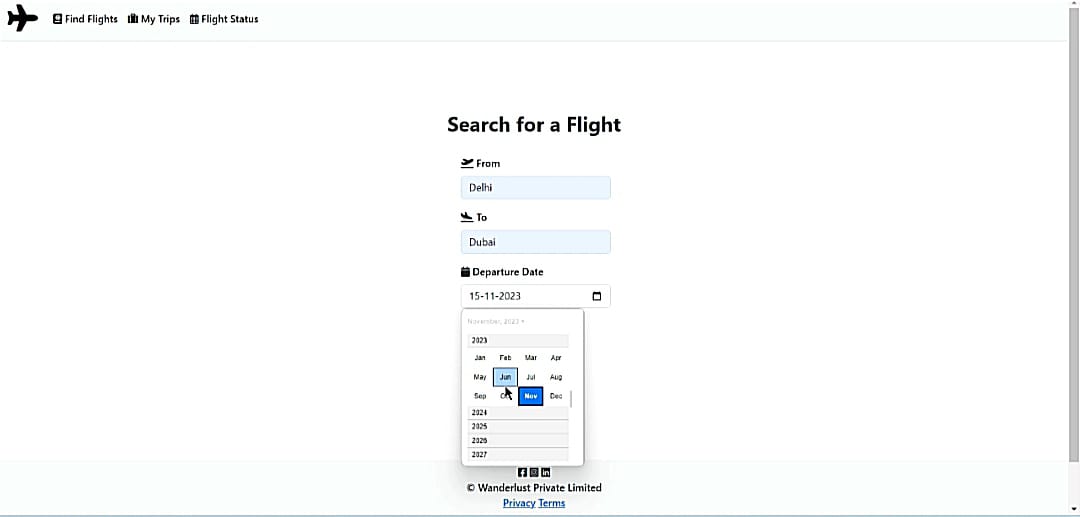 Find Flights My Trips Flight Status
Search for a Flight
From
Delhi
To
Dubai
Departure Date
15-11-2023
November, 2023
2023
Jan Feb Mar Apr
May Jun Jul Aug
Sep Nov Dec
2024
2025
2026
2027
© Wanderlust Private Limited
Privacy Terms